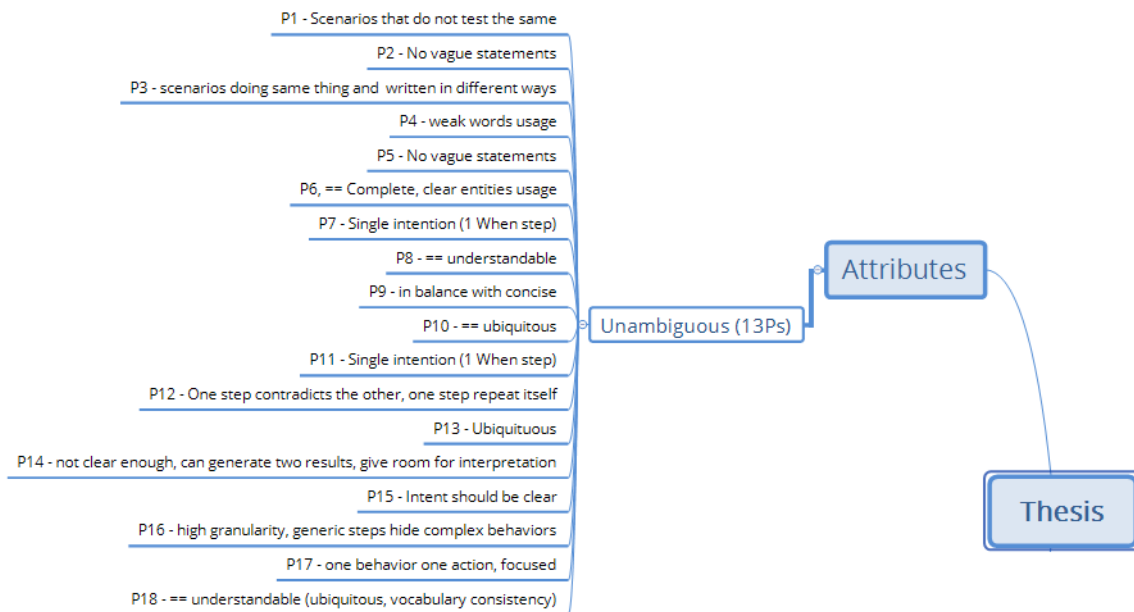 P1 - Scenarios that do not test the same
P2 - No vague statements
P3 - scenarios doing same thing and written in different ways
P4 - weak words usage
P5 - No vague statements
P6, == Complete, clear entities usage
P7 - Single intention (1 When step)
P8 - == understandable
P9 - in balance with concise
P10 - == ubiquitous
P11 - Single intention (1 When step)
P12 - One step contradicts the other, one step repeat itself
P13 - Ubiquituous
P14 - not clear enough, can generate two results, give room for interpretation
P15 - Intent should be clear
P16 - high granularity, generic steps hide complex behaviors
P17 - one behavior one action, focused
P18 - == understandable (ubiquitous, vocabulary consistency)
Unambiguous (13Ps)
Attributes
Thesis